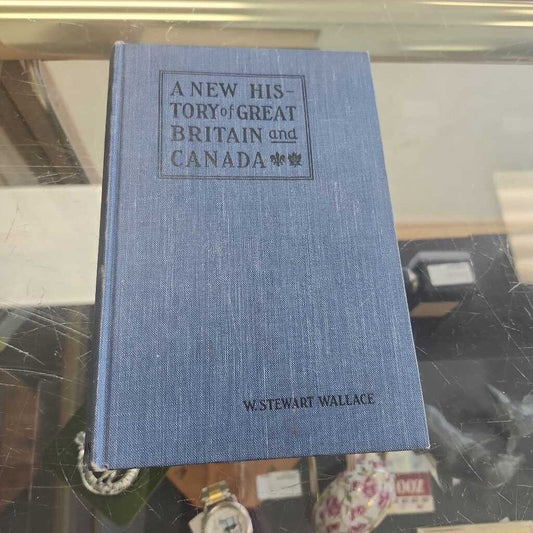 A NEW HIS-
TORY of GREAT
BRITAIN and
CANADA
W. STEWART WALLACE